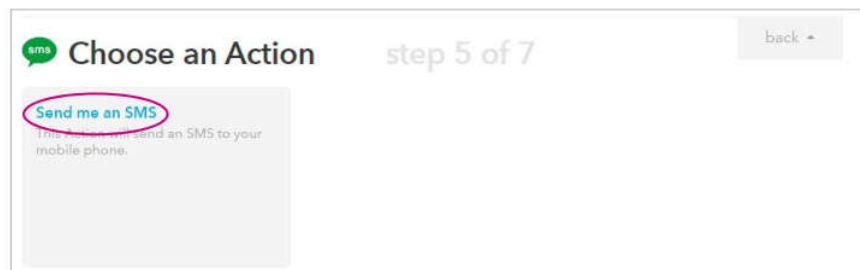 sms Choose an Action step 5 of 7 back
Send me an SMS
This Action will send an SMS to your
mobile phone.